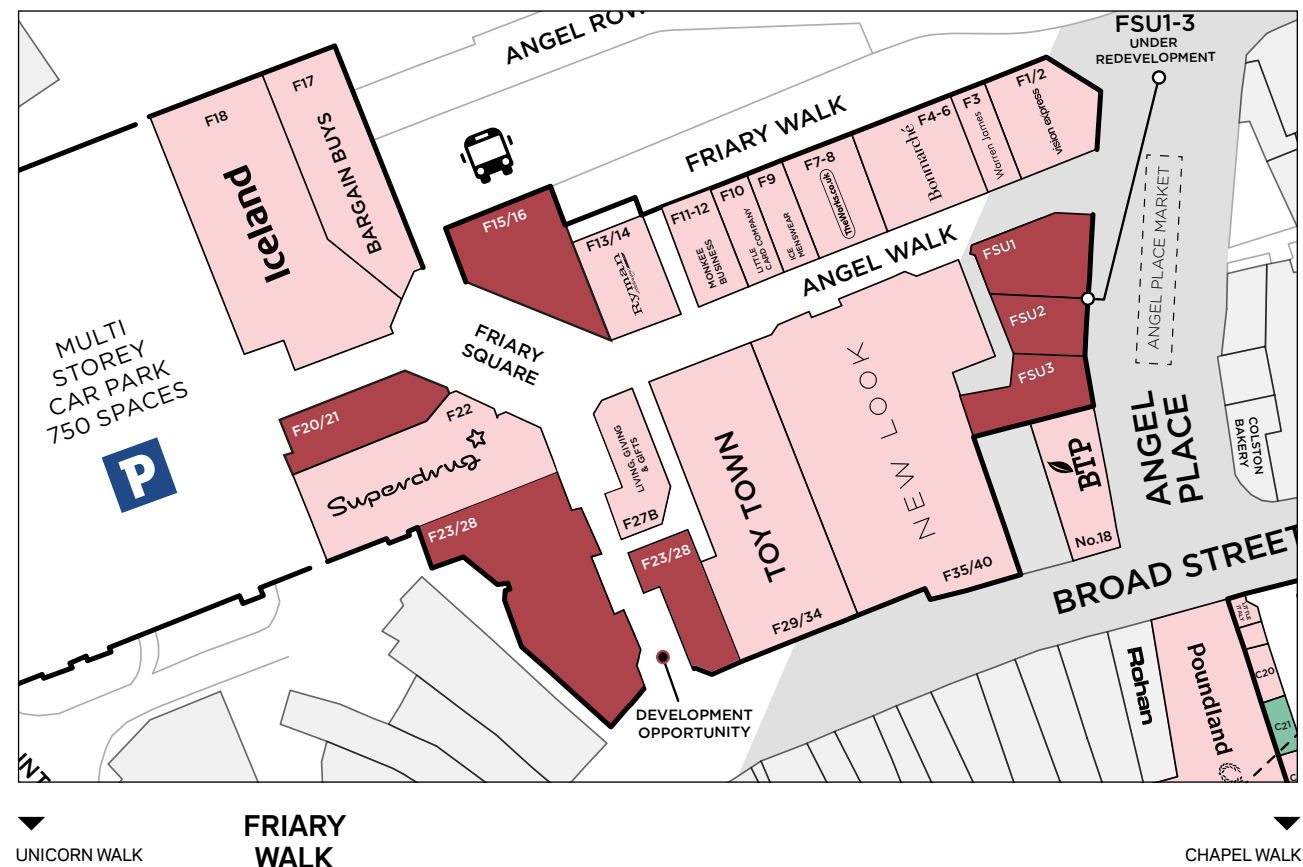 ANGEL ROW
FSU1-3
UNDER
REDEVELOPMENT
F17
F18
Iceland
BARGAIN BUYS
FRIARY WALK
F1/2
vision express
F3
Warren James
F4-6
Bonmarché
F7-8
TheWorks.co.uk
F9
ICE
MENSWEAR
F10
LITTLE
CARD COMPANY
F11-12
MONKEE
BUSINESS
F13/14
Ryman
F15/16
ANGEL WALK
ANGEL PLACE MARKET
FSU1
FSU2
FSU3
FRIARY
SQUARE
MULTI
STOREY
CAR PARK
750 SPACES
P
F20/21
F22
Superdrug
F23/28
LIVING, GIVING
& GIFTS
F27B
F23/28
TOY TOWN
F29/34
NEW LOOK
F35/40
BTP
No.18
ANGEL
PLACE
COLSTON
BAKERY
BROAD STREET
DEVELOPMENT
OPPORTUNITY
Rohan
Poundland
LITTLE
ITALY
C20
C21
UNICORN WALK
FRIARY
WALK
CHAPEL WALK